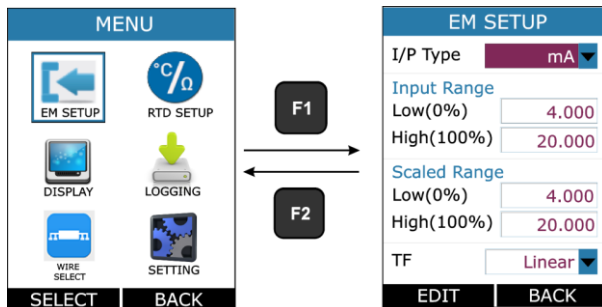 MENU
EM SETUP
°C/Ω
RTD SETUP
DISPLAY
LOGGING
WIRE
SELECT
SETTING
SELECT
BACK
F1
F2
EM SETUP
I/P Type
mA
Input Range
Low(0%)
4.000
High(100%)
20.000
Scaled Range
Low(0%)
4.000
High(100%)
20.000
TF
Linear
EDIT
BACK